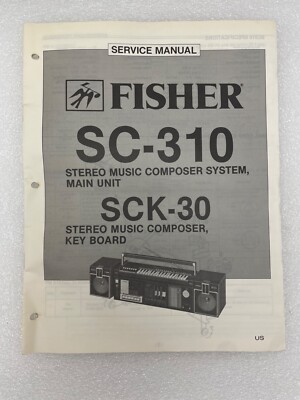 SERVICE MANUAL
FISHER
SC-310
STEREO MUSIC COMPOSER SYSTEM,
MAIN UNIT
SCK-30
STEREO MUSIC COMPOSER,
KEY BOARD
US